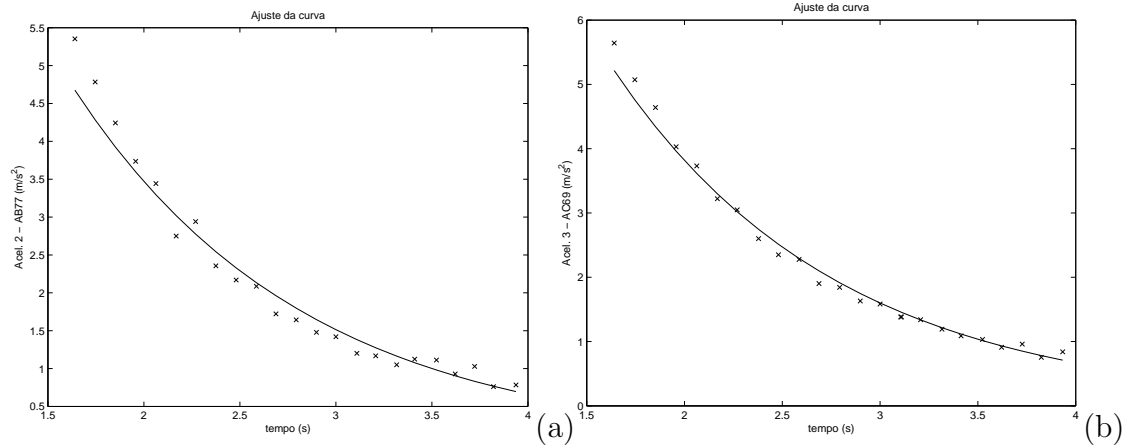 Ajuste da curva
5.5
5
4.5
4
3.5
3
2.5
2
1.5
1
0.5
1.5 2 2.5 3 3.5 4
tempo (s)
Acel. 2 − AB77 (m/s²)
(a)
Ajuste da curva
6
5
4
3
2
1
0
1.5 2 2.5 3 3.5 4
tempo (s)
Acel. 3 − AC69 (m/s²)
(b)